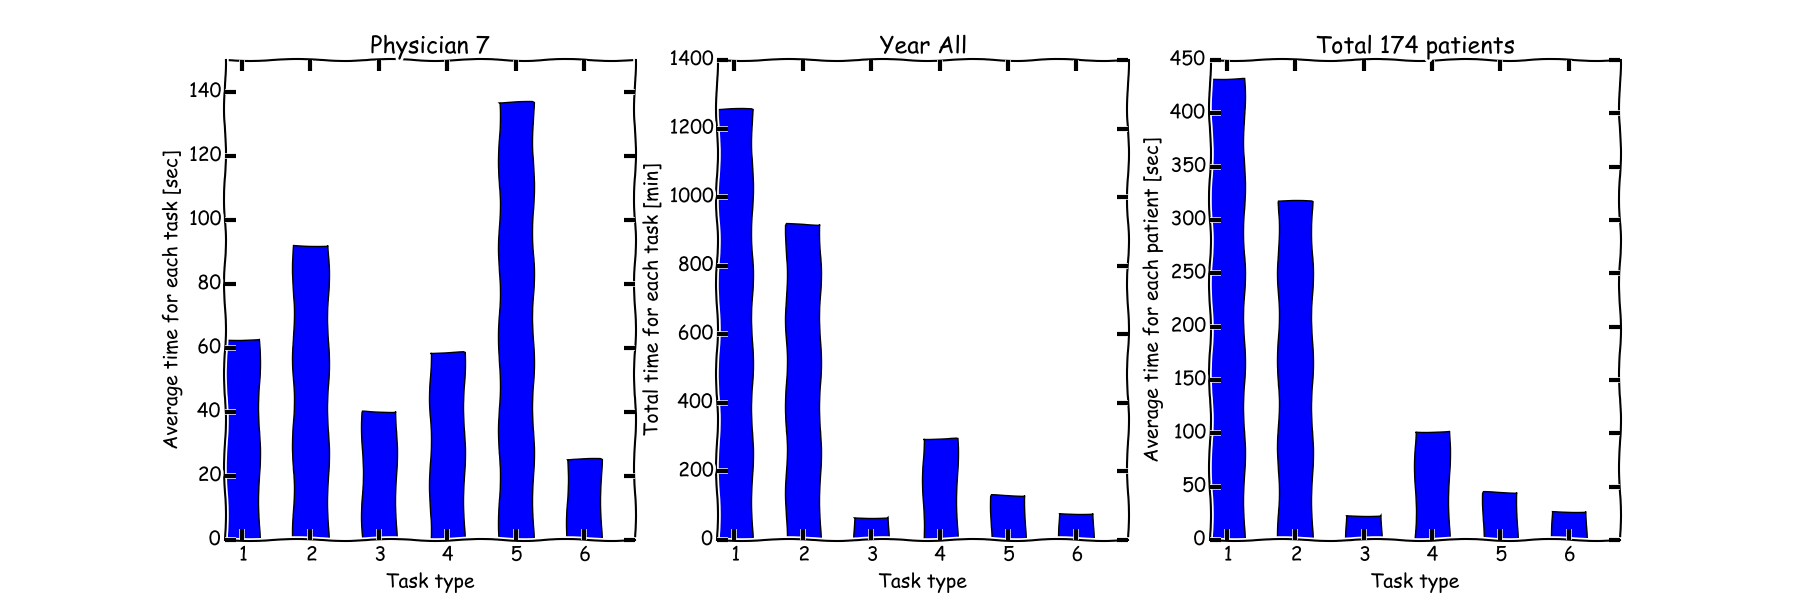 Physician 7
Average time for each task [sec]
140
120
100
80
60
40
20
0
1 2 3 4 5 6
Task type
Year All
Total time for each task [min]
1400
1200
1000
800
600
400
200
0
1 2 3 4 5 6
Task type
Total 174 patients
Average time for each patient [sec]
450
400
350
300
250
200
150
100
50
0
1 2 3 4 5 6
Task type